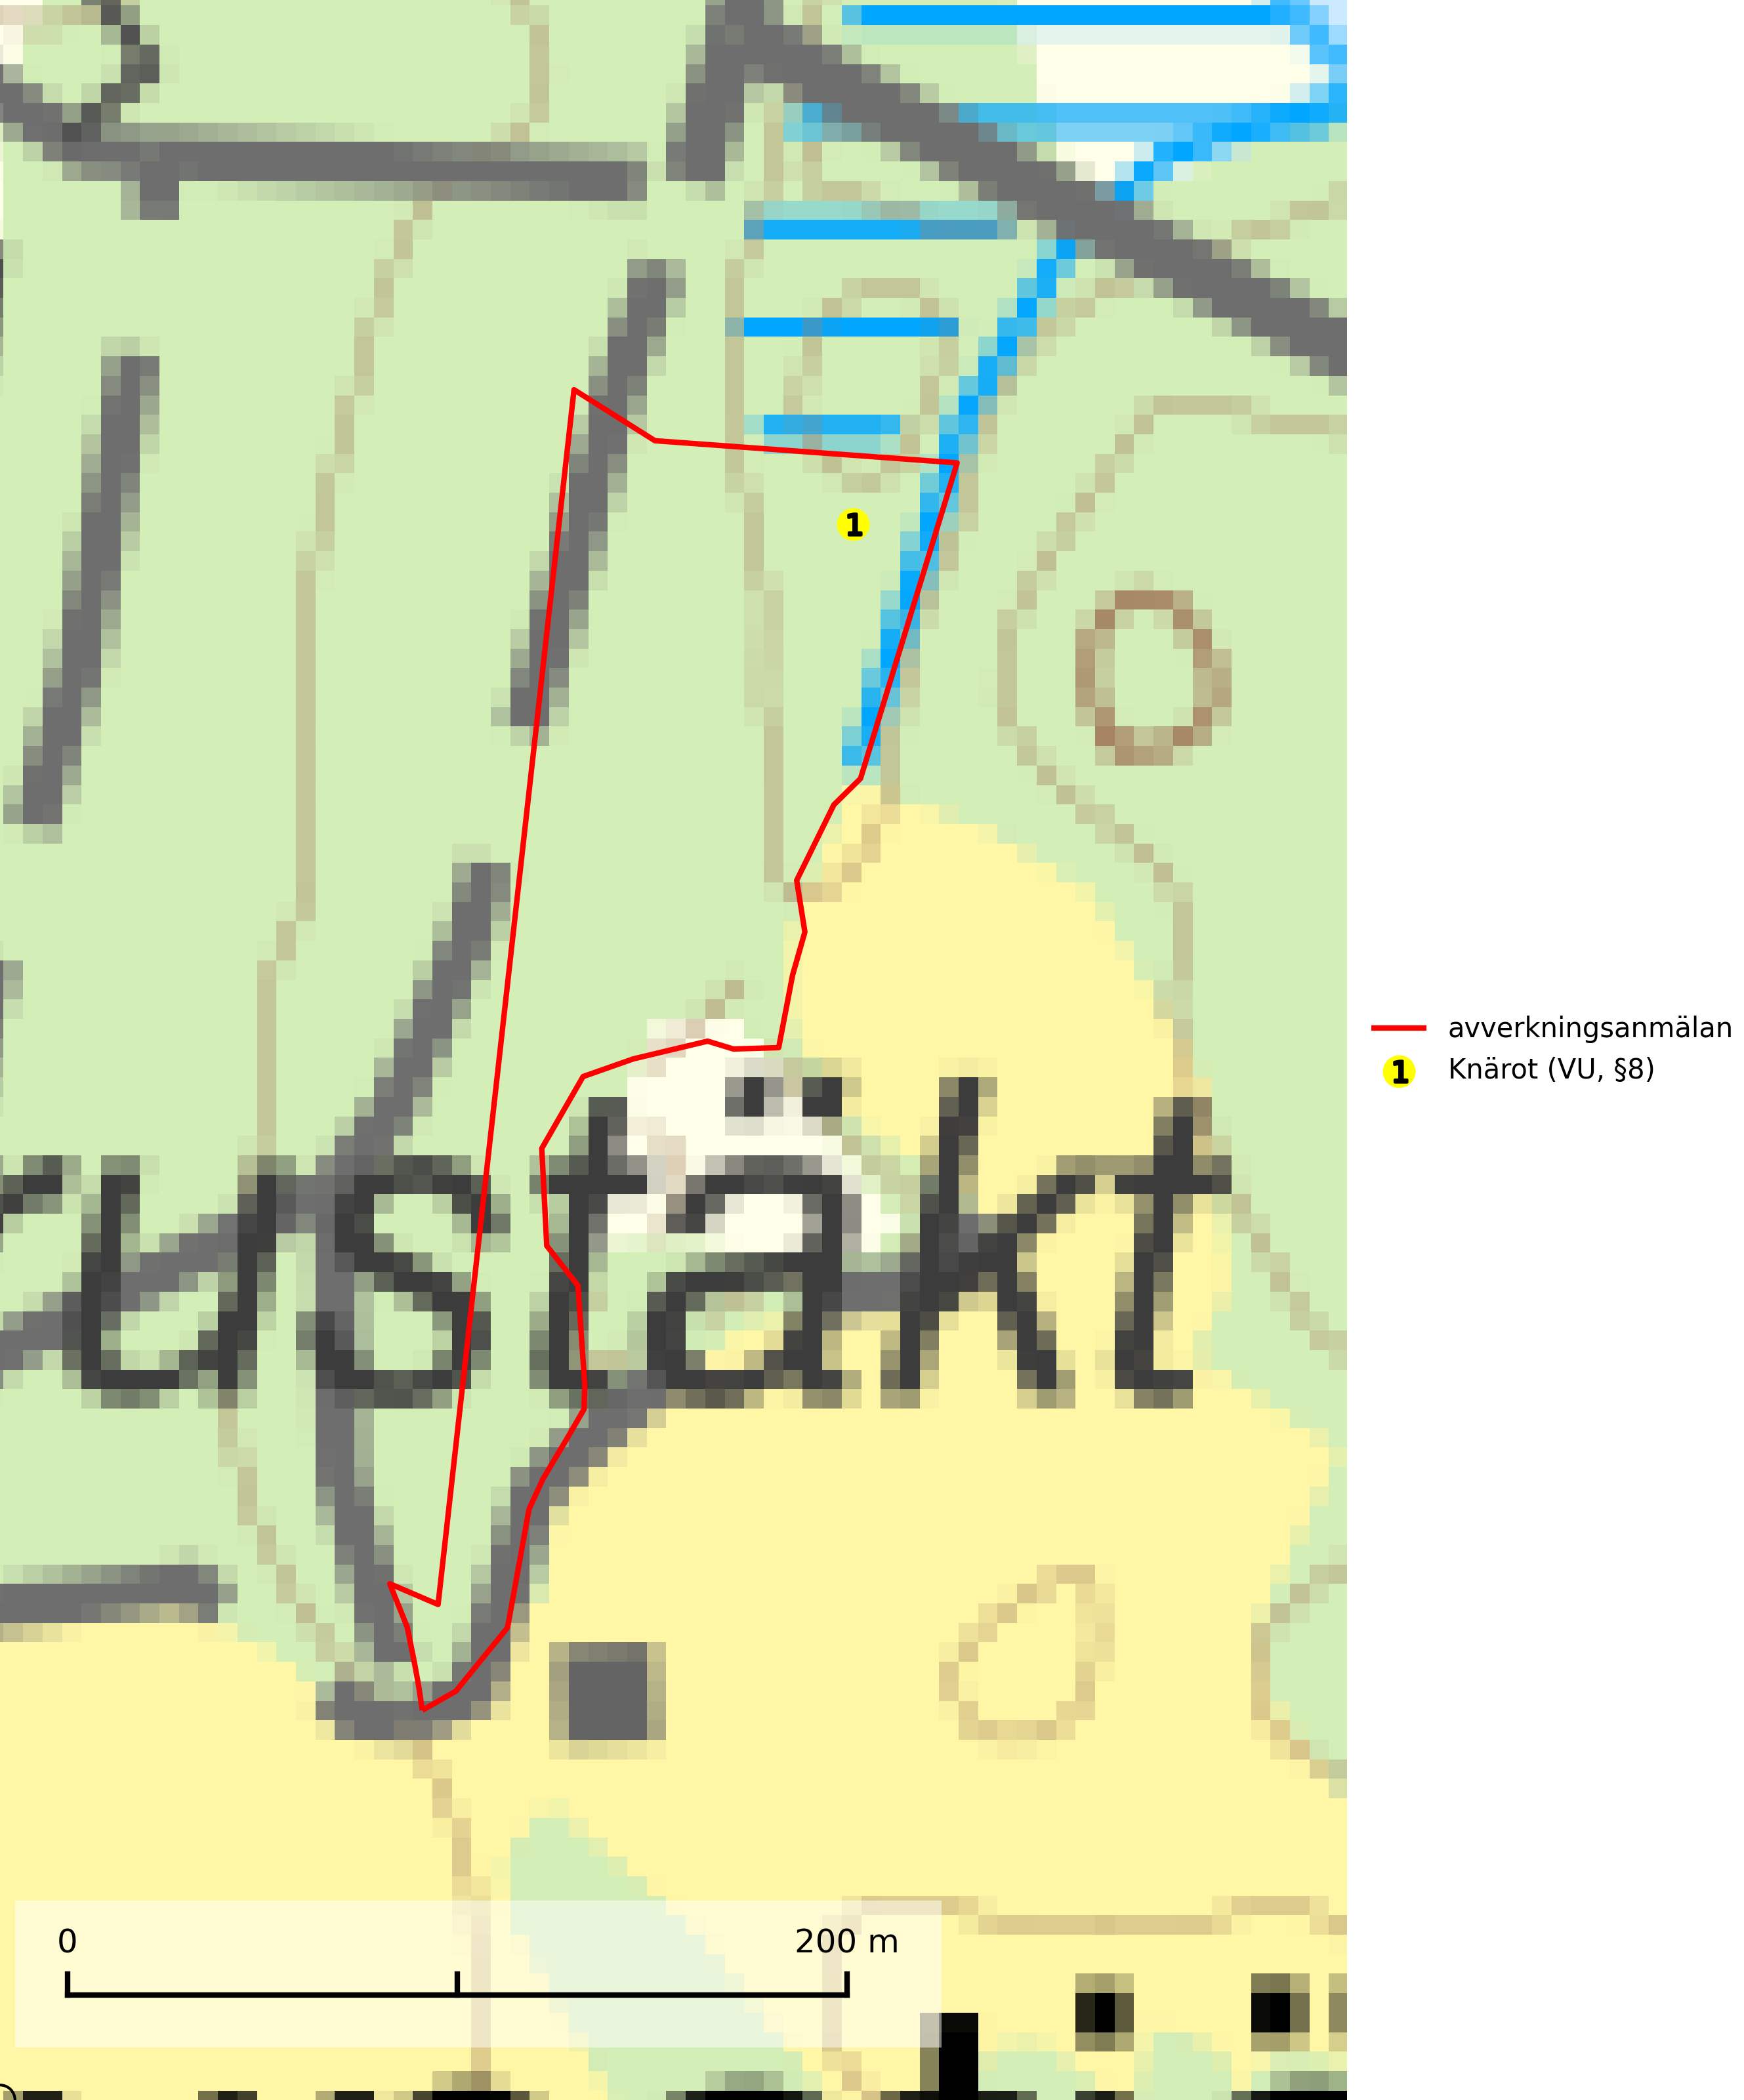 1
avverkningsanmälan
1 Knärot (VU, §8)
0 200 m